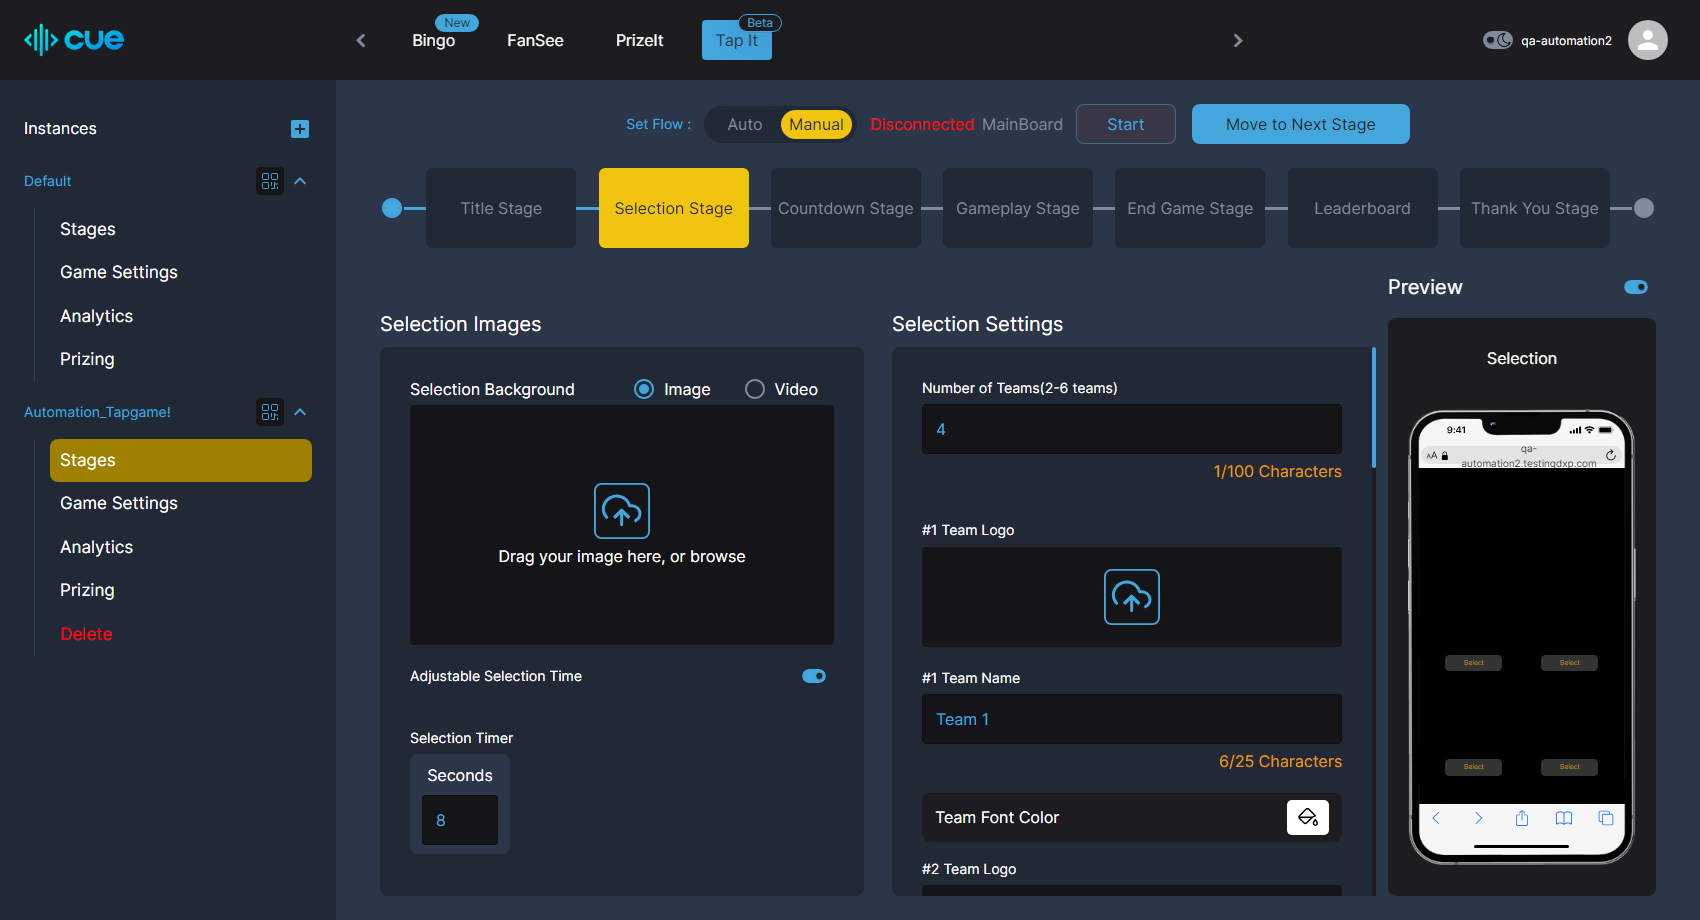 cue
New
Bingo
FanSee
PrizeIt
Beta
Tap It
qa-automation2
Instances
Default
Stages
Game Settings
Analytics
Prizing
Automation_Tapgame!
Stages
Game Settings
Analytics
Prizing
Delete
Set Flow :
Auto
Manual
Disconnected MainBoard
Start
Move to Next Stage
Title Stage
Selection Stage
Countdown Stage
Gameplay Stage
End Game Stage
Leaderboard
Thank You Stage
Selection Images
Selection Background
Image
Video
Drag your image here, or browse
Adjustable Selection Time
Selection Timer
Seconds
8
Selection Settings
Number of Teams(2-6 teams)
4
1/100 Characters
#1 Team Logo
#1 Team Name
Team 1
6/25 Characters
Team Font Color
#2 Team Logo
Preview
Selection
9:41
AA
qa-
automation2.testingdxp.com
Select
Select
Select
Select